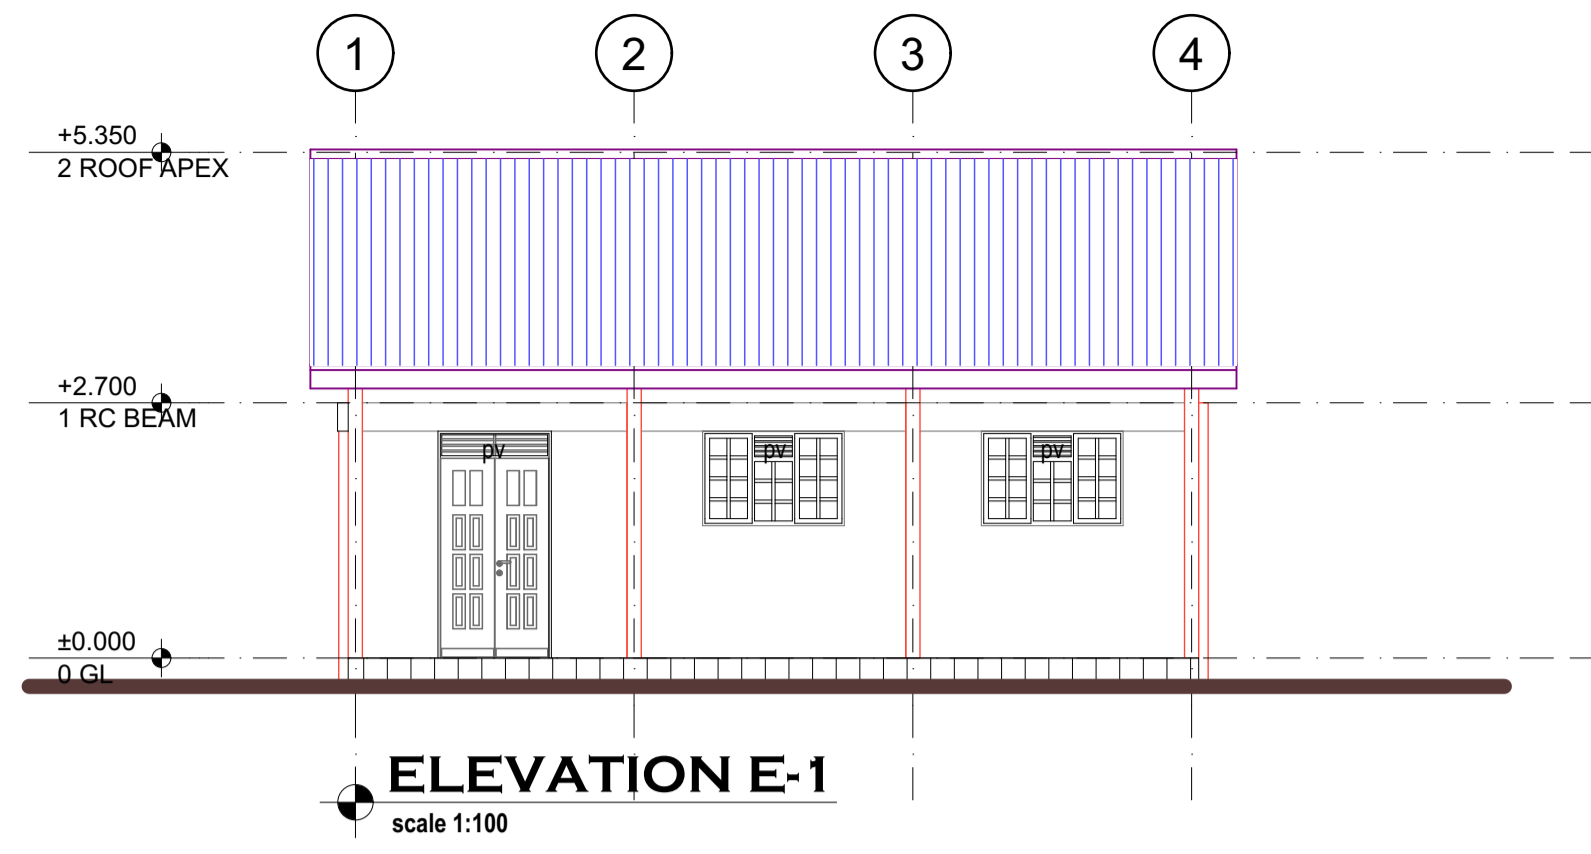 1 2 3 4
+5.350
2 ROOF APEX
+2.700
1 RC BEAM
pv pv pv
±0.000
0 GL
ELEVATION E-1
scale 1:100